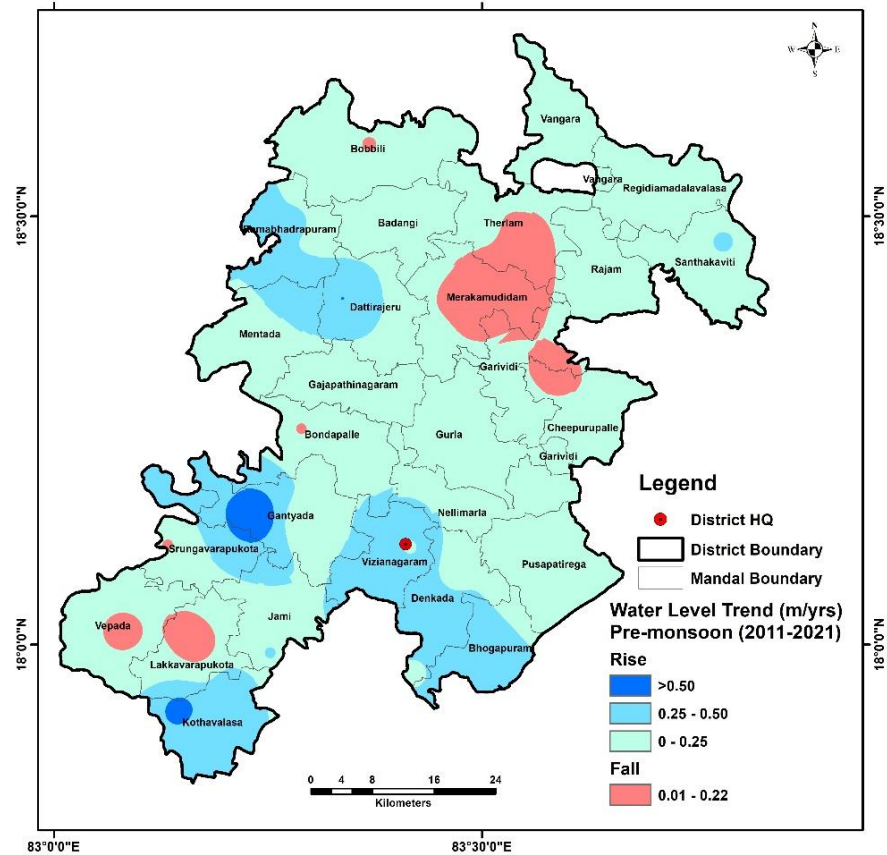 N
W E
S
Vangara
Bobbili
Vangara
Regidiamadalavalasa
18°30'0"N
18°30'0"N
Ramabhadrapuram
Badangi
Therlam
Santhakaviti
Rajam
Merakamudidam
Dattirajeru
Mentada
Garividi
Gajapathinagaram
Cheepurupalle
Bondapalle
Gurla
Garividi
Legend
District HQ
District Boundary
Mandal Boundary
Gantyada
Nellimarla
Srungavarapukota
Vizianagaram
Pusapatirega
Denkada
Jami
Vepada
Bhogapuram
Lakkavarapukota
18°0'0"N
18°0'0"N
Water Level Trend (m/yrs)
Pre-monsoon (2011-2021)
Rise
>0.50
0.25 - 0.50
0 - 0.25
Fall
0.01 - 0.22
Kothavalasa
0 4 8 16 24
Kilometers
83°0'0"E
83°30'0"E